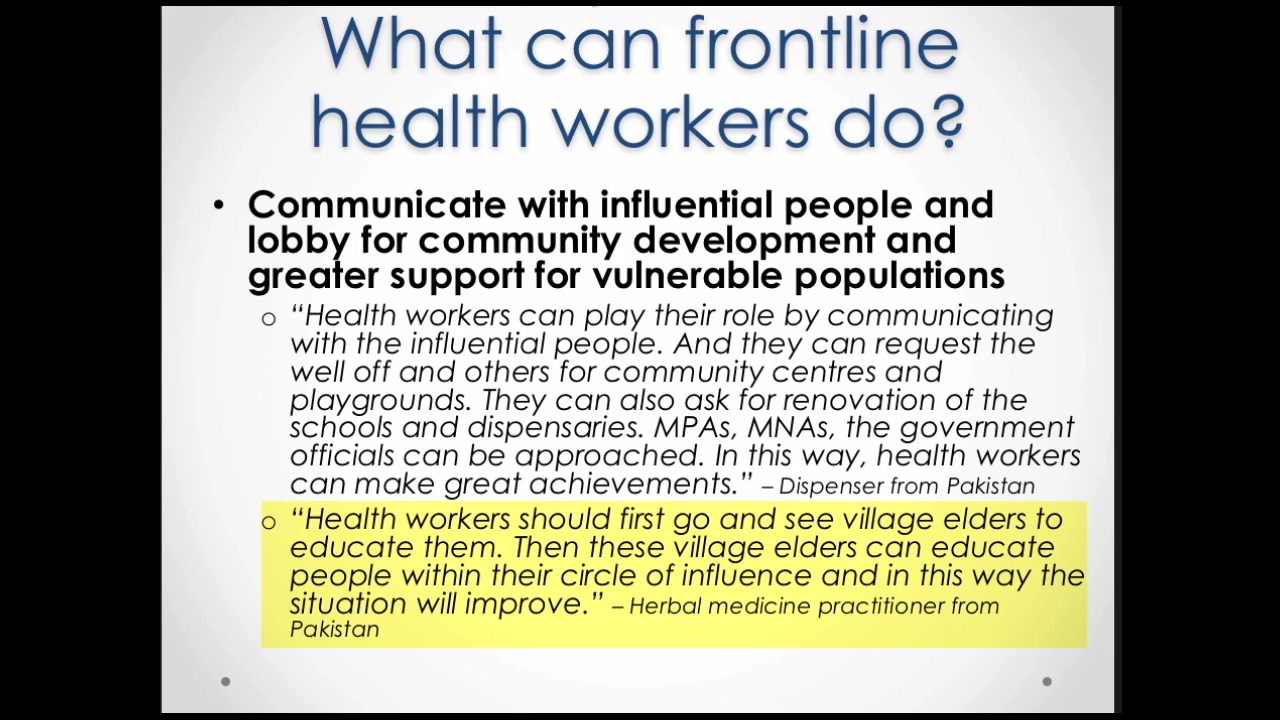 What can frontline
health workers do?
• Communicate with influential people and
lobby for community development and
greater support for vulnerable populations
o “Health workers can play their role by communicating
with the influential people. And they can request the
well off and others for community centres and
playgrounds. They can also ask for renovation of the
schools and dispensaries. MPAs, MNAs, the government
officials can be approached. In this way, health workers
can make great achievements.” – Dispenser from Pakistan
o “Health workers should first go and see village elders to
educate them. Then these village elders can educate
people within their circle of influence and in this way the
situation will improve.” – Herbal medicine practitioner from
Pakistan